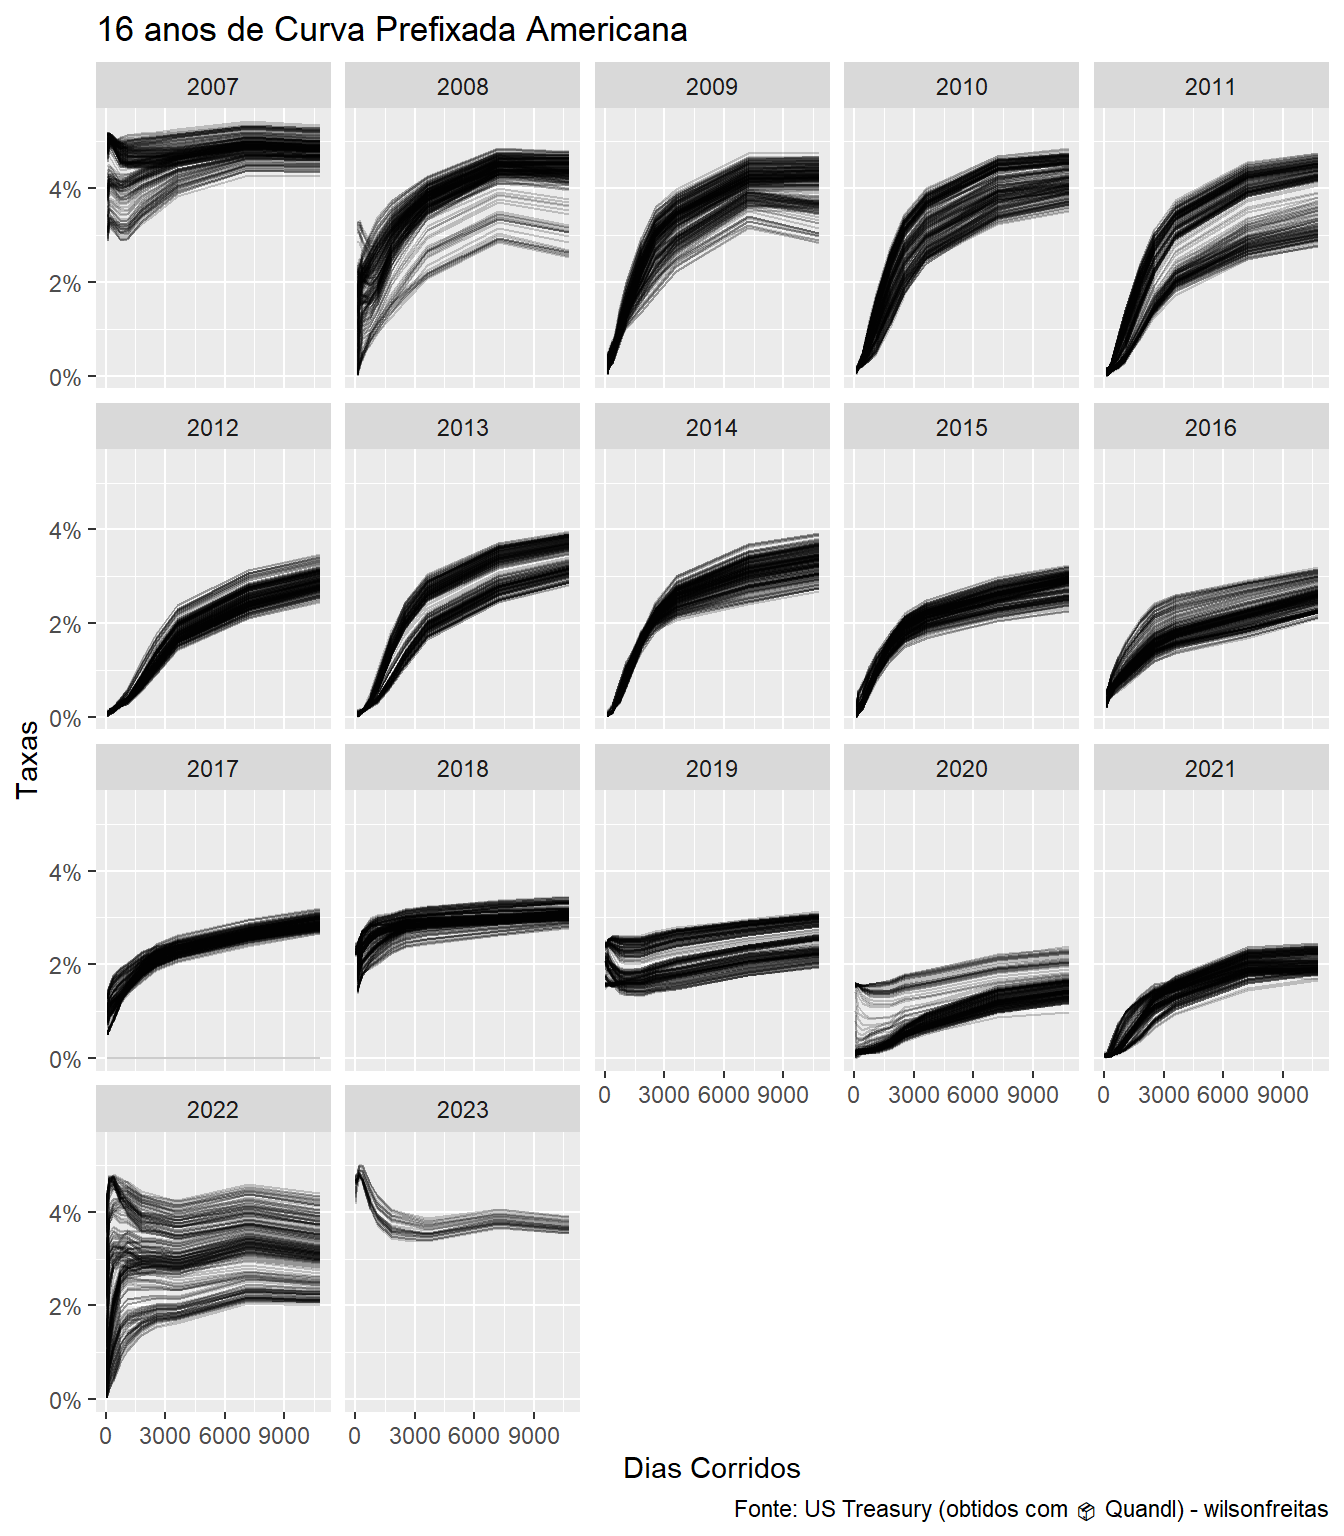 16 anos de Curva Prefixada Americana
2007 2008 2009 2010 2011
4%
2%
0%
2012 2013 2014 2015 2016
4%
2%
0%
Taxas
2017 2018 2019 2020 2021
4%
2%
0%
0 3000 6000 9000 0 3000 6000 9000 0 3000 6000 9000
2022 2023
4%
2%
0%
0 3000 6000 9000 0 3000 6000 9000
Dias Corridos
Fonte: US Treasury (obtidos com 📦 Quandl) - wilsonfreitas